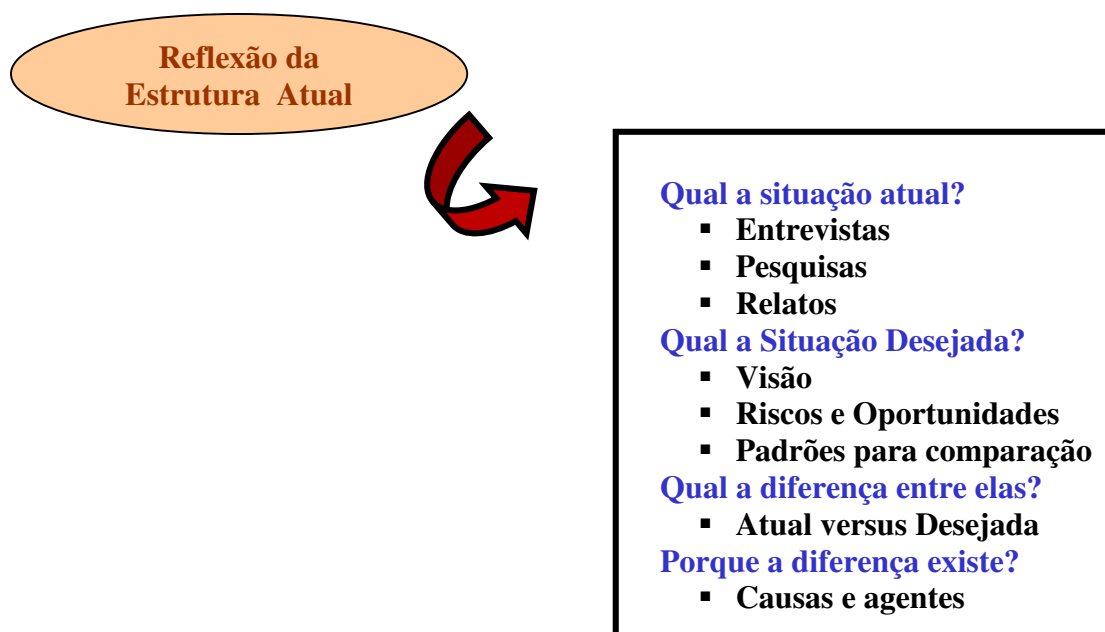 Reflexão da
Estrutura Atual
Qual a situação atual?
▪ Entrevistas
▪ Pesquisas
▪ Relatos
Qual a Situação Desejada?
▪ Visão
▪ Riscos e Oportunidades
▪ Padrões para comparação
Qual a diferença entre elas?
▪ Atual versus Desejada
Porque a diferença existe?
▪ Causas e agentes